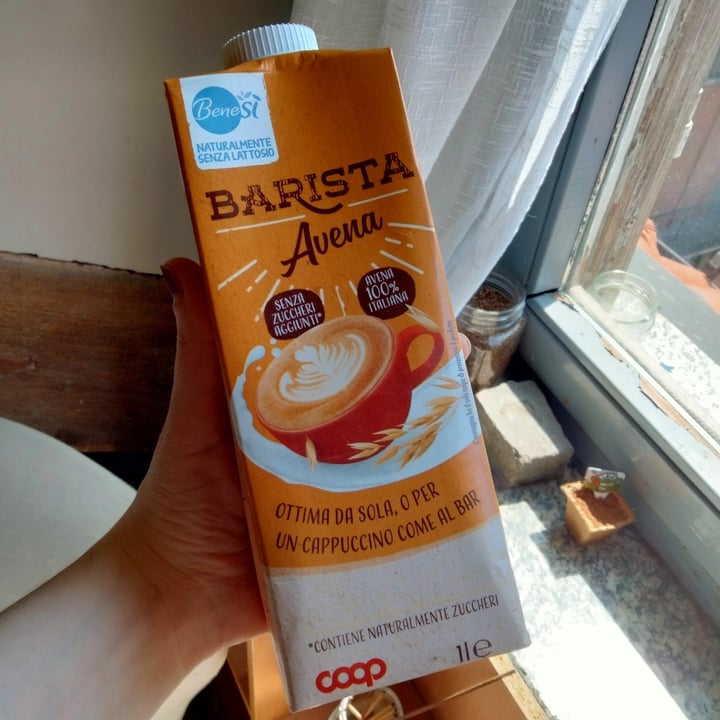 BeneSì
NATURALMENTE
SENZA LATTOSIO
BARISTA
Avena
SENZA
ZUCCHERI
AGGIUNTI*
AVENA
100%
ITALIANA
OTTIMA DA SOLA, O PER
UN CAPPUCCINO COME AL BAR
*CONTIENE NATURALMENTE ZUCCHERI
coop
1l e